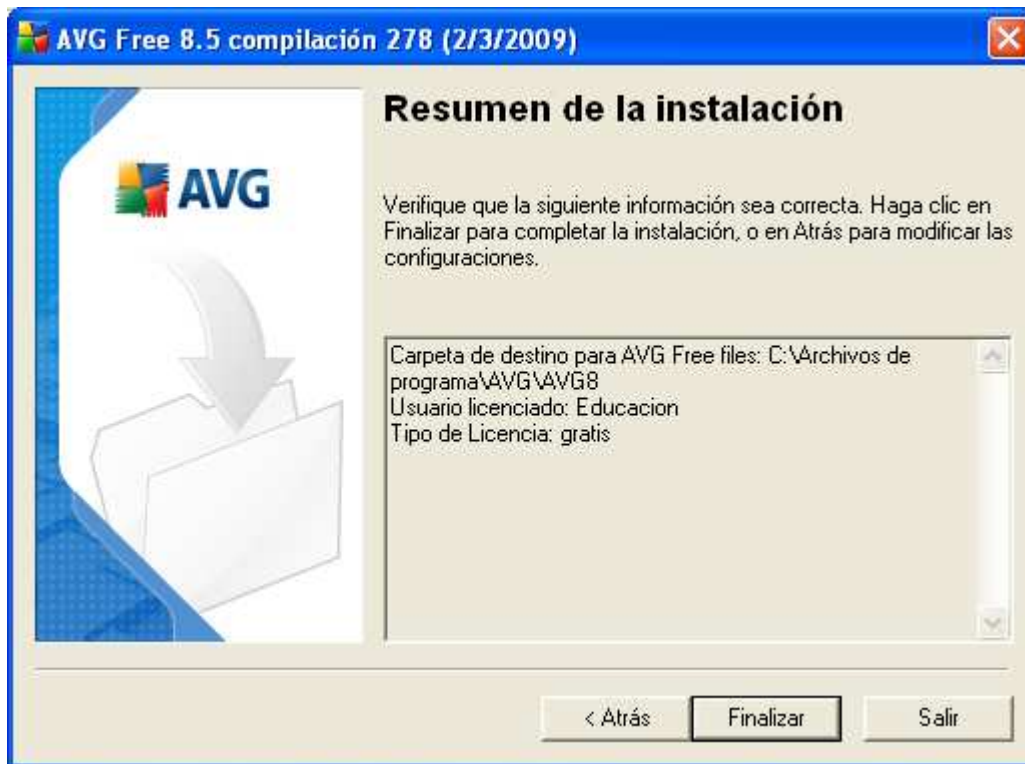 AVG Free 8.5 compilación 278 (2/3/2009)
AVG
Resumen de la instalación
Verifique que la siguiente información sea correcta. Haga clic en
Finalizar para completar la instalación, o en Atrás para modificar las
configuraciones.
Carpeta de destino para AVG Free files: C:\Archivos de
programa\AVG\AVG8
Usuario licenciado: Educacion
Tipo de Licencia: gratis
< Atrás
Finalizar
Salir